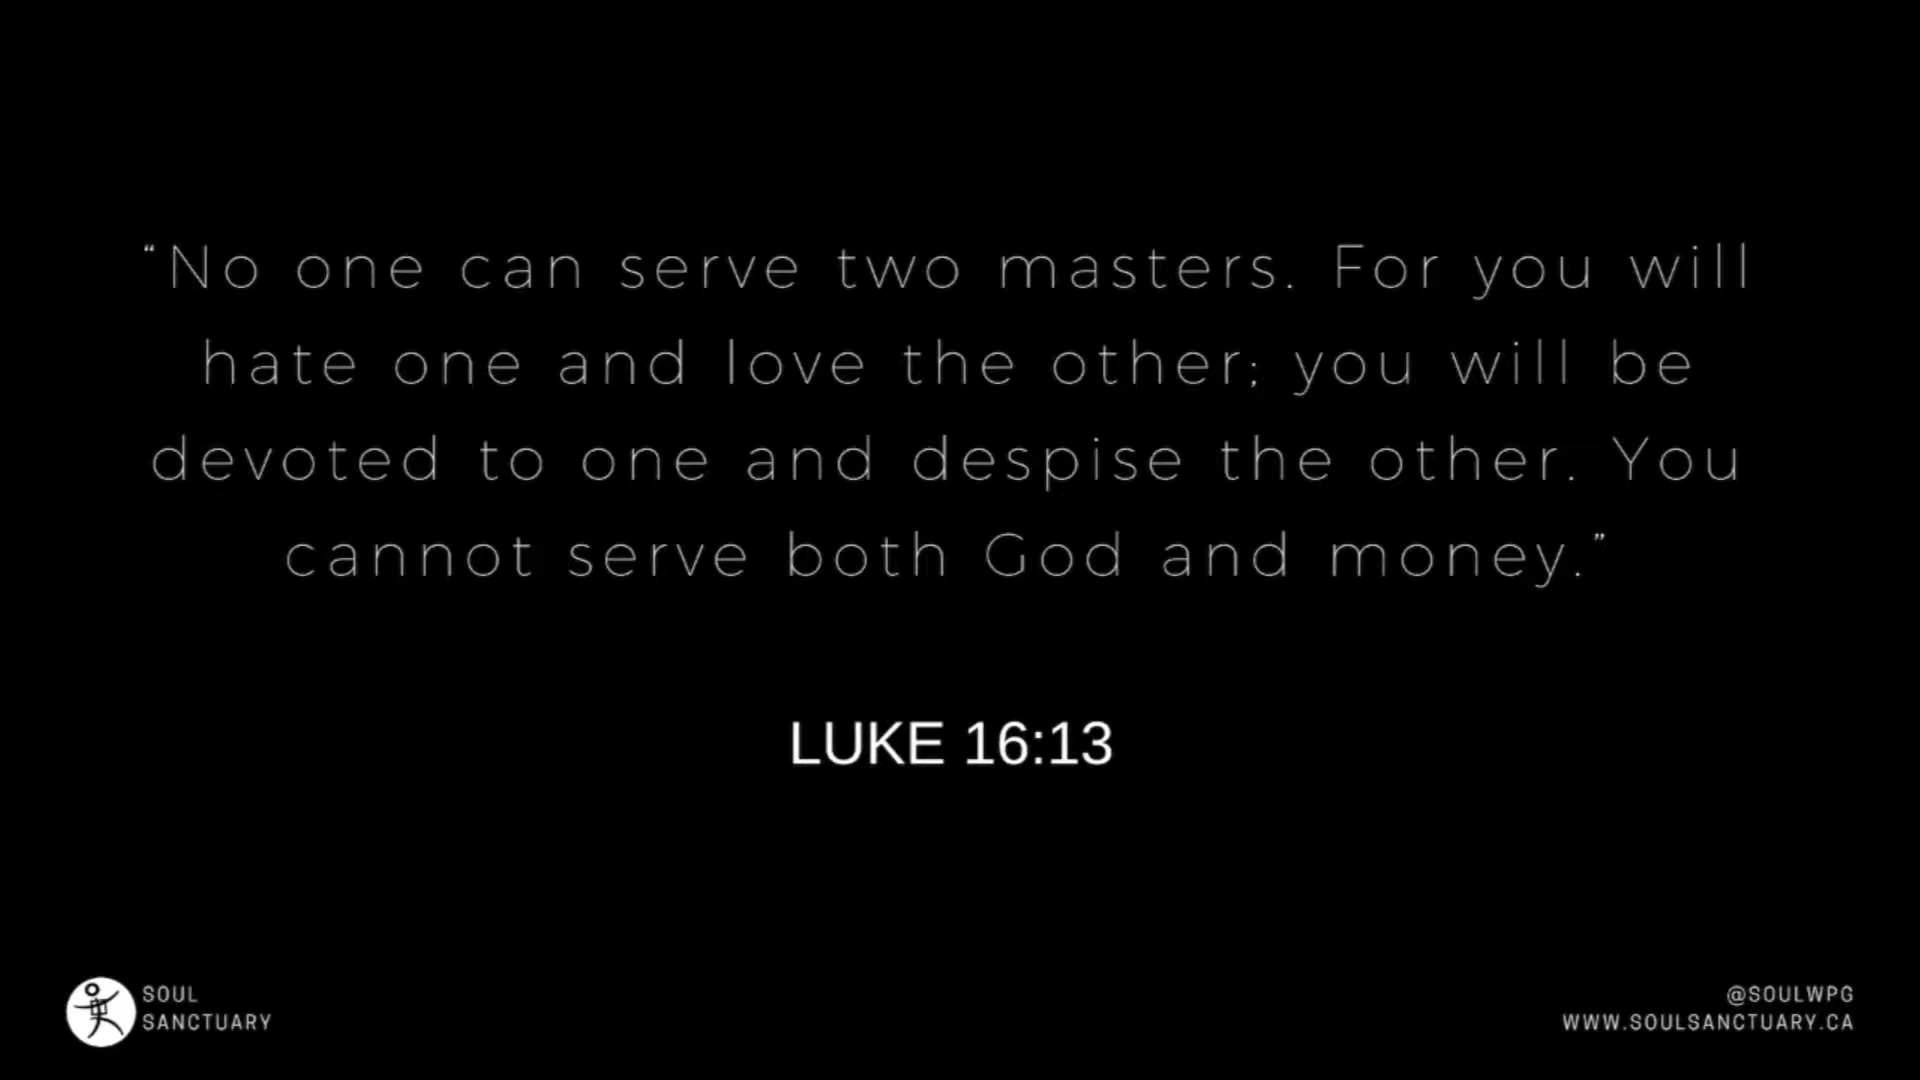 “No one can serve two masters. For you will
hate one and love the other; you will be
devoted to one and despise the other. You
cannot serve both God and money.”
LUKE 16:13
SOUL
SANCTUARY
@SOULWPG
WWW.SOULSANCTUARY.CA